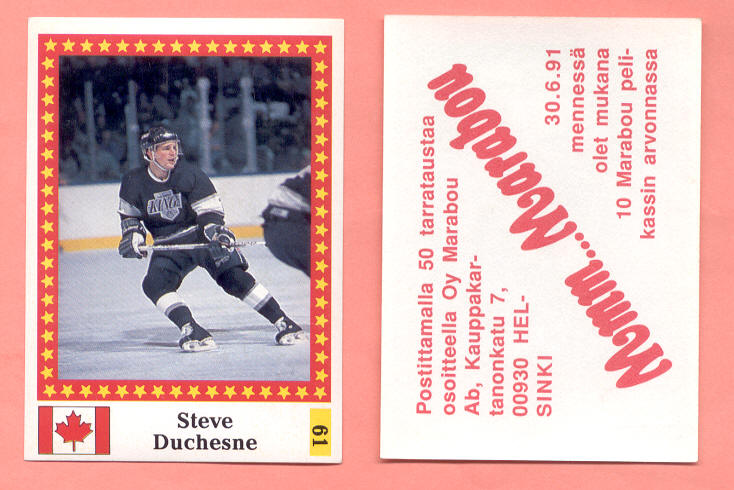 KINGS
Steve
Duchesne
61
Postittamalla 50 tarrataustaa
osoitteella Oy Marabou
Ab, Kauppakar-
tanonkatu 7,
00930 HEL-
SINKI
Mmm...Marabou
30.6.91
mennessä
olet mukana
10 Marabou peli-
kassin arvonnassa